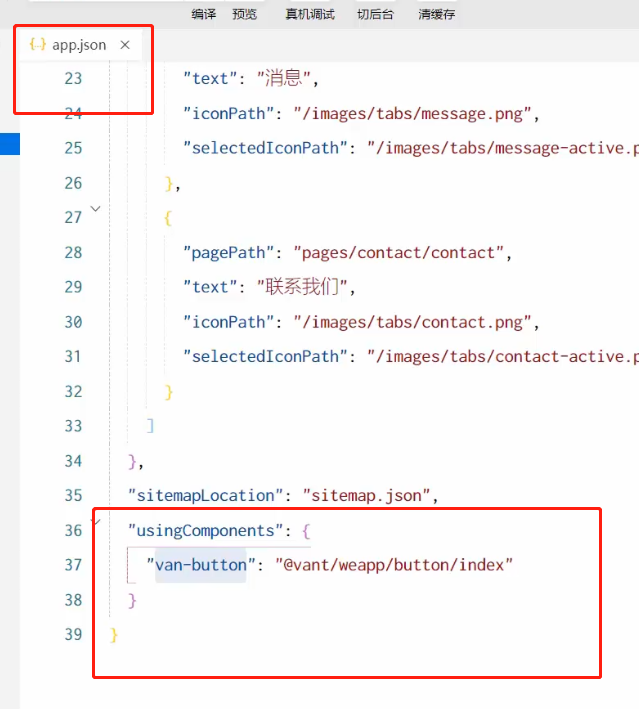 编译 预览 真机调试 切后台 清缓存
{..} app.json ×
23 "text": "消息",
24 "iconPath": "/images/tabs/message.png",
25 "selectedIconPath": "/images/tabs/message-active.p
26 },
27 {
28 "pagePath": "pages/contact/contact",
29 "text": "联系我们",
30 "iconPath": "/images/tabs/contact.png",
31 "selectedIconPath": "/images/tabs/contact-active.p
32 }
33 ]
34 },
35 "sitemapLocation": "sitemap.json",
36 "usingComponents": {
37 "van-button": "@vant/weapp/button/index"
38 }
39 }